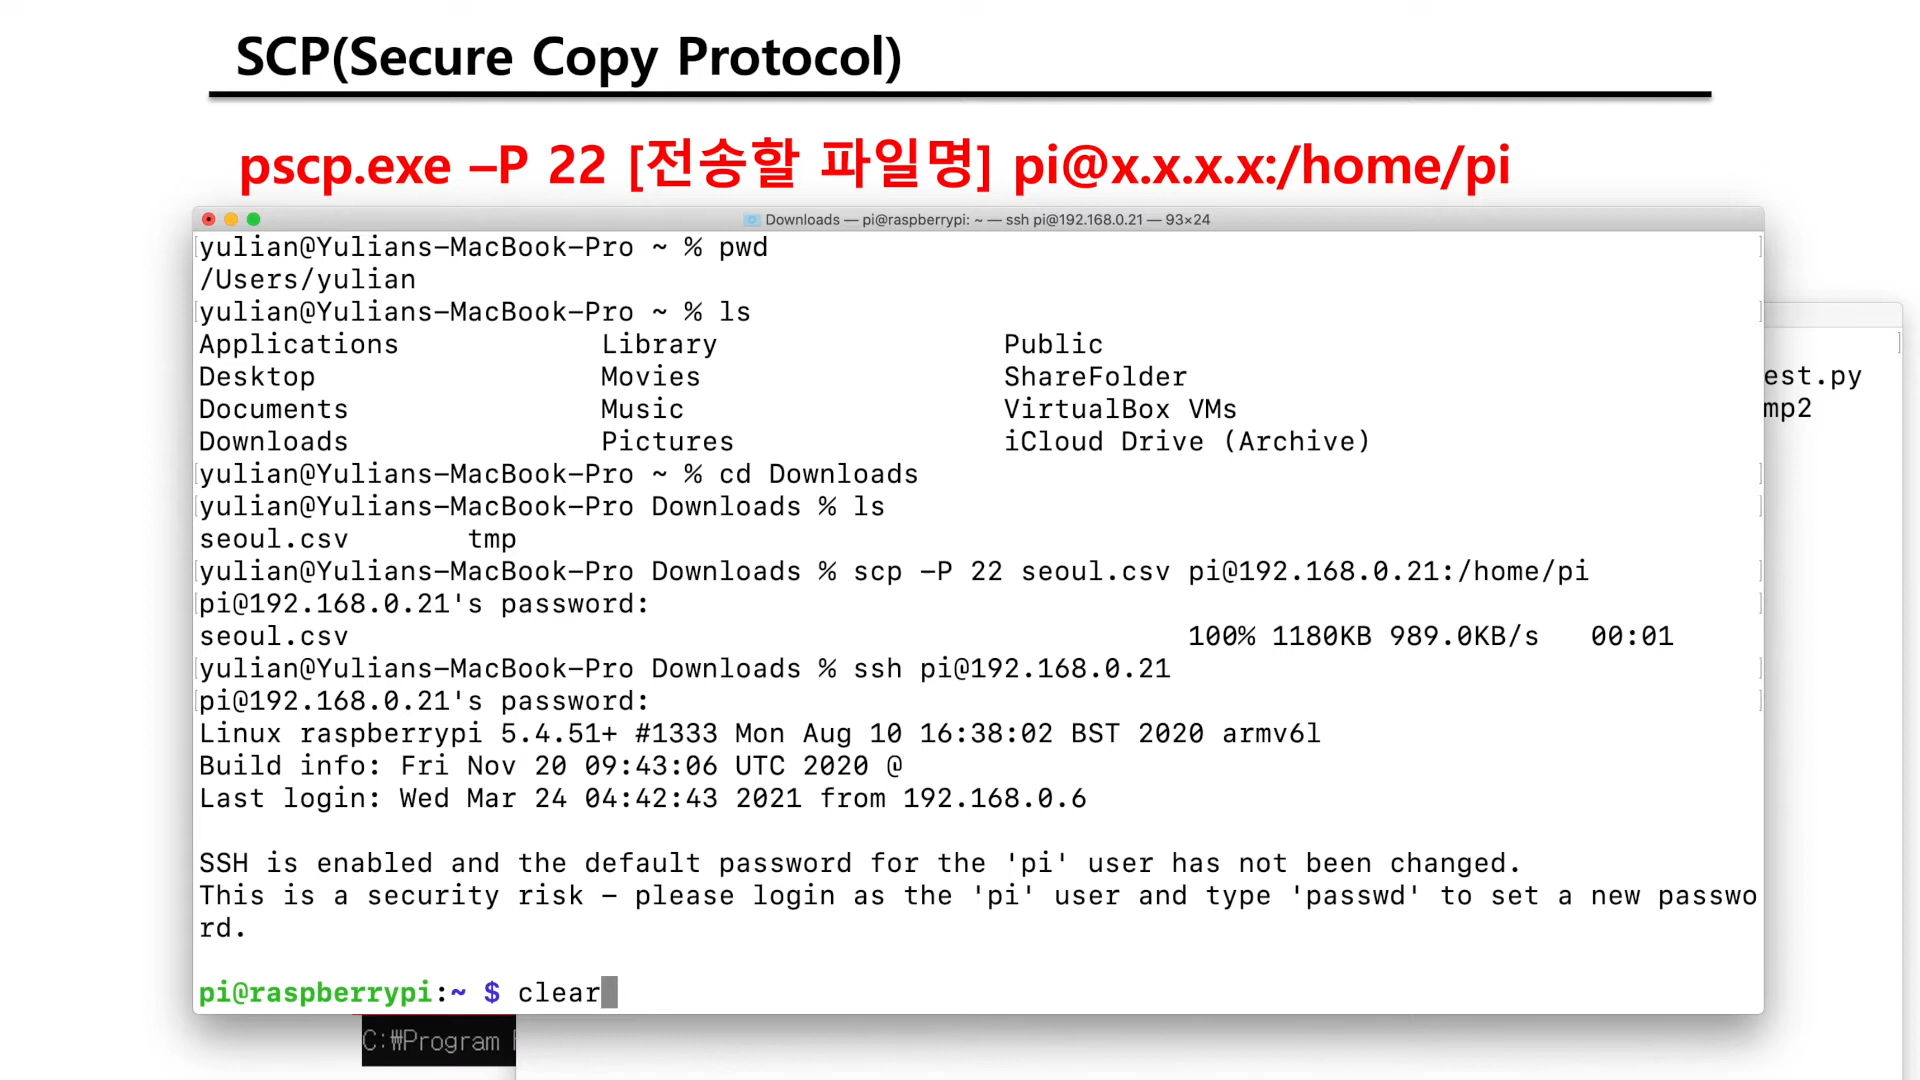 SCP(Secure Copy Protocol)
pscp.exe –P 22 [전송할 파일명] pi@x.x.x.x:/home/pi
Downloads — pi@raspberrypi: ~ — ssh pi@192.168.0.21 — 93×24
yulian@Yulians-MacBook-Pro ~ % pwd
/Users/yulian
yulian@Yulians-MacBook-Pro ~ % ls
Applications Library Public
Desktop Movies ShareFolder
Documents Music VirtualBox VMs
Downloads Pictures iCloud Drive (Archive)
yulian@Yulians-MacBook-Pro ~ % cd Downloads
yulian@Yulians-MacBook-Pro Downloads % ls
seoul.csv tmp
yulian@Yulians-MacBook-Pro Downloads % scp -P 22 seoul.csv pi@192.168.0.21:/home/pi
pi@192.168.0.21's password:
seoul.csv 100% 1180KB 989.0KB/s 00:01
yulian@Yulians-MacBook-Pro Downloads % ssh pi@192.168.0.21
pi@192.168.0.21's password:
Linux raspberrypi 5.4.51+ #1333 Mon Aug 10 16:38:02 BST 2020 armv6l
Build info: Fri Nov 20 09:43:06 UTC 2020 @
Last login: Wed Mar 24 04:42:43 2021 from 192.168.0.6
SSH is enabled and the default password for the 'pi' user has not been changed.
This is a security risk - please login as the 'pi' user and type 'passwd' to set a new passwo
rd.
pi@raspberrypi:~ $ clear
est.py
mp2
C:₩Program